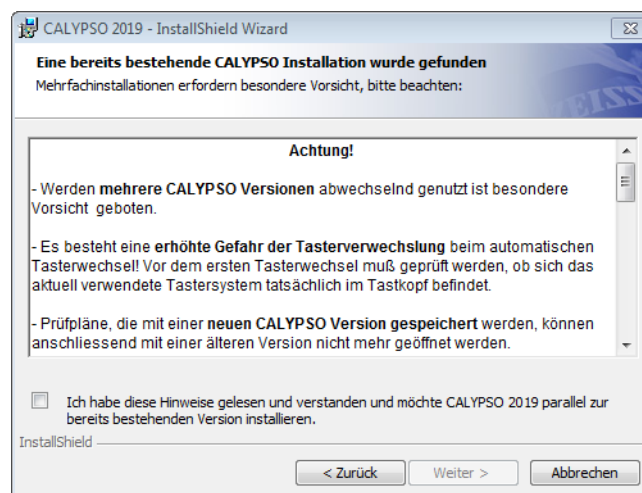 CALYPSO 2019 - InstallShield Wizard
Eine bereits bestehende CALYPSO Installation wurde gefunden
Mehrfachinstallationen erfordern besondere Vorsicht, bitte beachten:
ZEISS
Achtung!
- Werden mehrere CALYPSO Versionen abwechselnd genutzt ist besondere
Vorsicht geboten.
- Es besteht eine erhöhte Gefahr der Tasterverwechslung beim automatischen
Tasterwechsel! Vor dem ersten Tasterwechsel muß geprüft werden, ob sich das
aktuell verwendete Tastersystem tatsächlich im Tastkopf befindet.
- Prüfpläne, die mit einer neuen CALYPSO Version gespeichert werden, können
anschliessend mit einer älteren Version nicht mehr geöffnet werden.
Ich habe diese Hinweise gelesen und verstanden und möchte CALYPSO 2019 parallel zur
bereits bestehenden Version installieren.
InstallShield
< Zurück Weiter > Abbrechen